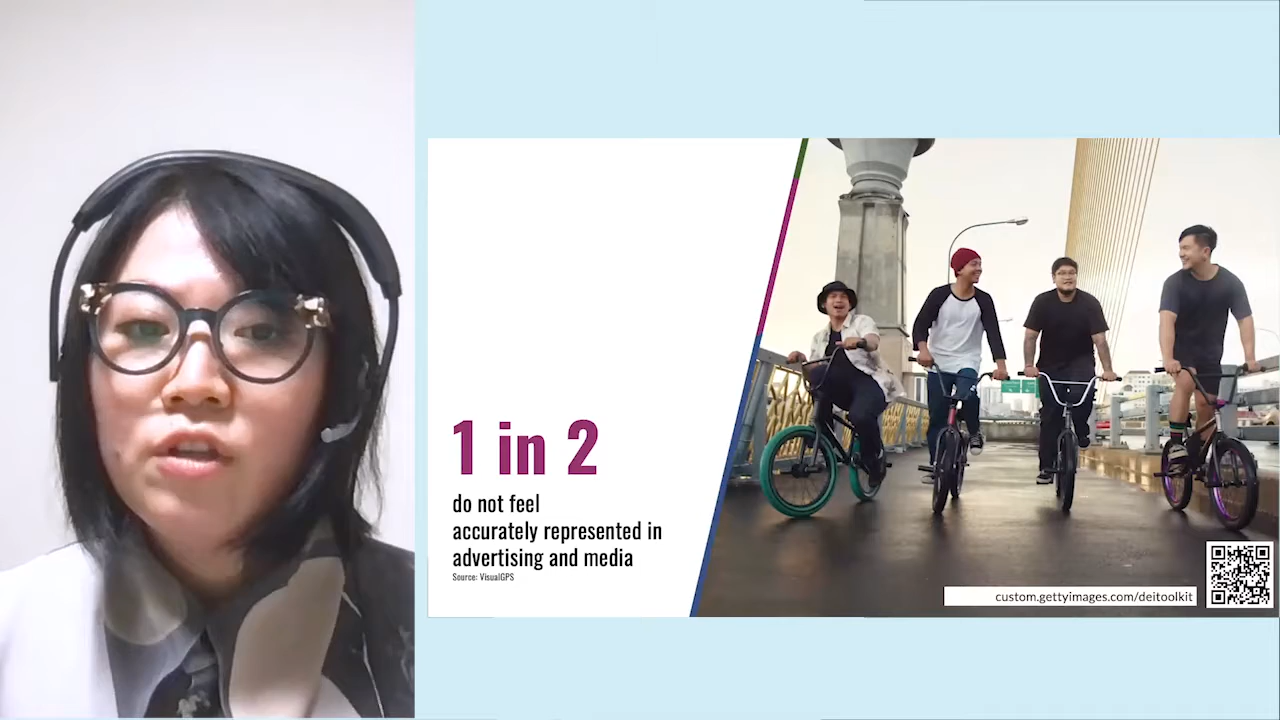 1 in 2
do not feel
accurately represented in
advertising and media
Source: VisualGPS
custom.gettyimages.com/deitoolkit